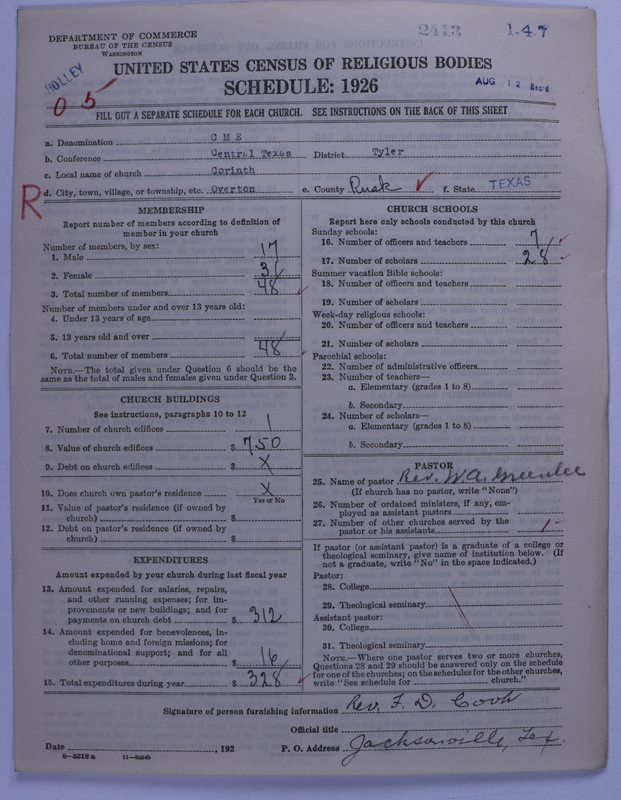 DEPARTMENT OF COMMERCE
BUREAU OF THE CENSUS
WASHINGTON
2413
1-4-7
HOLLEY
05
UNITED STATES CENSUS OF RELIGIOUS BODIES
SCHEDULE: 1926
AUG 12 Rec'd
FILL OUT A SEPARATE SCHEDULE FOR EACH CHURCH. SEE INSTRUCTIONS ON THE BACK OF THIS SHEET
a. Denomination C M E
b. Conference Central Texas District Tyler
c. Local name of church Corinth
R d. City, town, village, or township, etc. Overton e. County Rusk f. State TEXAS
MEMBERSHIP
Report number of members according to definition of
member in your church
Number of members, by sex:
1. Male 17
2. Female 31
3. Total number of members 48
Number of members under and over 13 years old:
4. Under 13 years of age
5. 13 years old and over
6. Total number of members 48
NOTE.—The total given under Question 6 should be the
same as the total of males and females given under Question 3.
CHURCH BUILDINGS
See instructions, paragraphs 10 to 12
7. Number of church edifices 1
8. Value of church edifices $ 750
9. Debt on church edifices $ X
10. Does church own pastor's residence X
Yes or No
11. Value of pastor's residence (if owned by
church) $
12. Debt on pastor's residence (if owned by
church) $
EXPENDITURES
Amount expended by your church during last fiscal year
13. Amount expended for salaries, repairs,
and other running expenses; for im-
provements or new buildings; and for
payments on church debt $ 312
14. Amount expended for benevolences, in-
cluding home and foreign missions; for
denominational support; and for all
other purposes $ 16
15. Total expenditures during year $ 328
CHURCH SCHOOLS
Report here only schools conducted by this church
Sunday schools:
16. Number of officers and teachers 7
17. Number of scholars 28
Summer vacation Bible schools:
18. Number of officers and teachers
19. Number of scholars
Week-day religious schools:
20. Number of officers and teachers
21. Number of scholars
Parochial schools:
22. Number of administrative officers
23. Number of teachers—
a. Elementary (grades 1 to 8)
b. Secondary
24. Number of scholars—
a. Elementary (grades 1 to 8)
b. Secondary
PASTOR
25. Name of pastor Rev. W. A. Greenlee
(If church has no pastor, write "None")
26. Number of ordained ministers, if any, em-
ployed as assistant pastors
27. Number of other churches served by the
pastor or his assistants 1
If pastor (or assistant pastor) is a graduate of a college or
theological seminary, give name of institution below. (If
not a graduate, write "No" in the space indicated.)
Pastor:
28. College
29. Theological seminary
Assistant pastor:
30. College
31. Theological seminary
NOTE.—Where one pastor serves two or more churches,
Questions 28 and 29 should be answered only on the schedule
for one of the churches; on the schedules for the other churches,
write "See schedule for church."
Signature of person furnishing information Rev. F. D. Cook
Official title
Date , 192 P. O. Address Jacksonville, Tex.